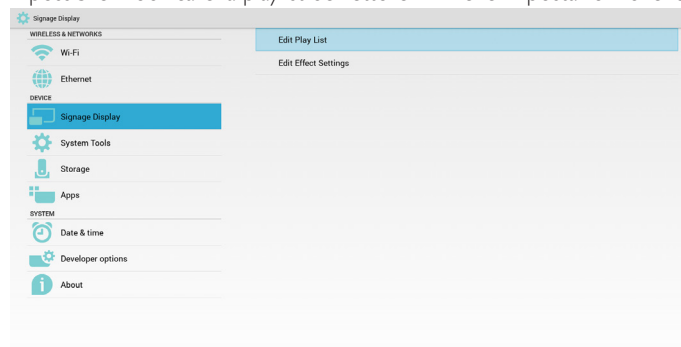 Signage Display
WIRELESS & NETWORKS
Wi-Fi
Ethernet
DEVICE
Signage Display
System Tools
Storage
Apps
SYSTEM
Date & time
Developer options
About
Edit Play List
Edit Effect Settings